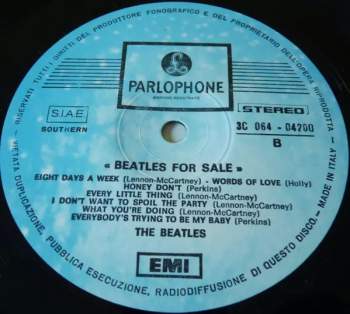 RISERVATI TUTTI I DIRITTI DEL PRODUTTORE FONOGRAFICO E DEL PROPRIETARIO DELL'OPERA RIPRODOTTA
PARLOPHONE
S.I.A.E.
SOUTHERN
STEREO
3C 064 - 04200
B
« BEATLES FOR SALE »
EIGHT DAYS A WEEK (Lennon-McCartney) - WORDS OF LOVE (Holly)
HONEY DON'T (Perkins)
EVERY LITTLE THING (Lennon-McCartney)
I DON'T WANT TO SPOIL THE PARTY (Lennon-McCartney)
WHAT YOU'RE DOING (Lennon-McCartney)
EVERYBODY'S TRYING TO BE MY BABY (Perkins)
THE BEATLES
EMI
VIETATA DUPLICAZIONE, PUBBLICA ESECUZIONE, RADIODIFFUSIONE DI QUESTO DISCO - MADE IN ITALY